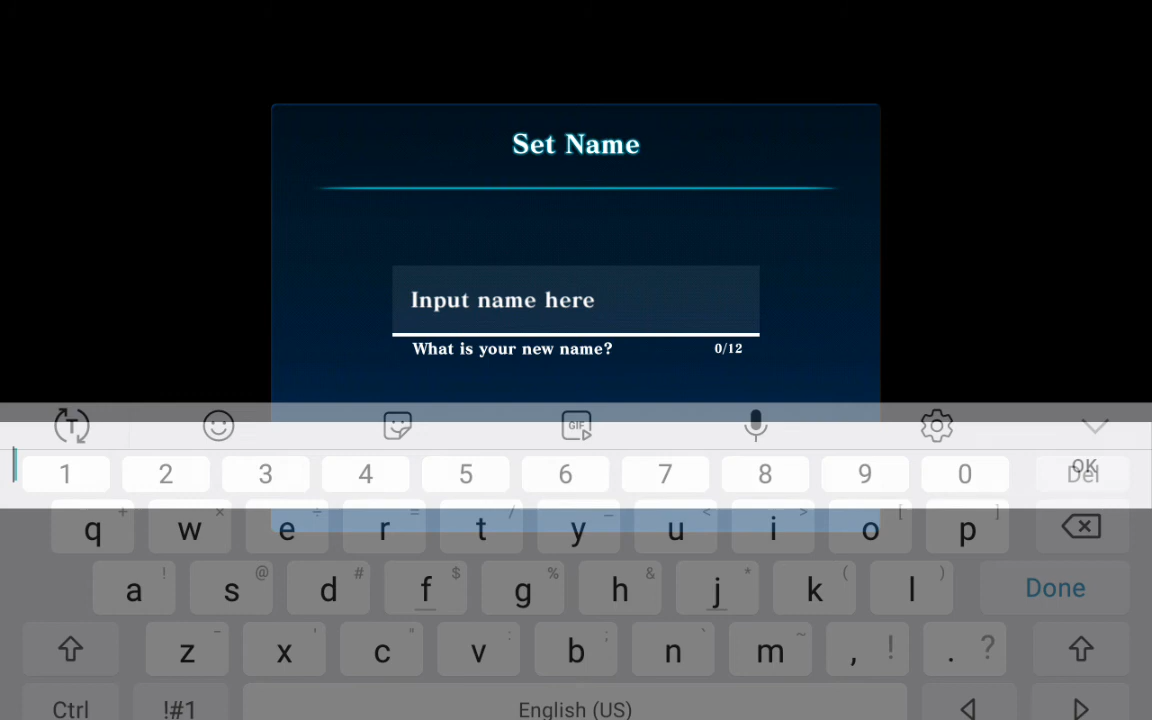 Set Name
Input name here
What is your new name? 0/12
T GIF
1 2 3 4 5 6 7 8 9 0 Del
OK
+ × ÷ = / _ < > [ ]
q w e r t y u i o p
! @ # $ % & * ( )
a s d f g h j k l Done
- ' " : ; ` ~ ! ?
z x c v b n m , .
Ctrl !#1 English (US)